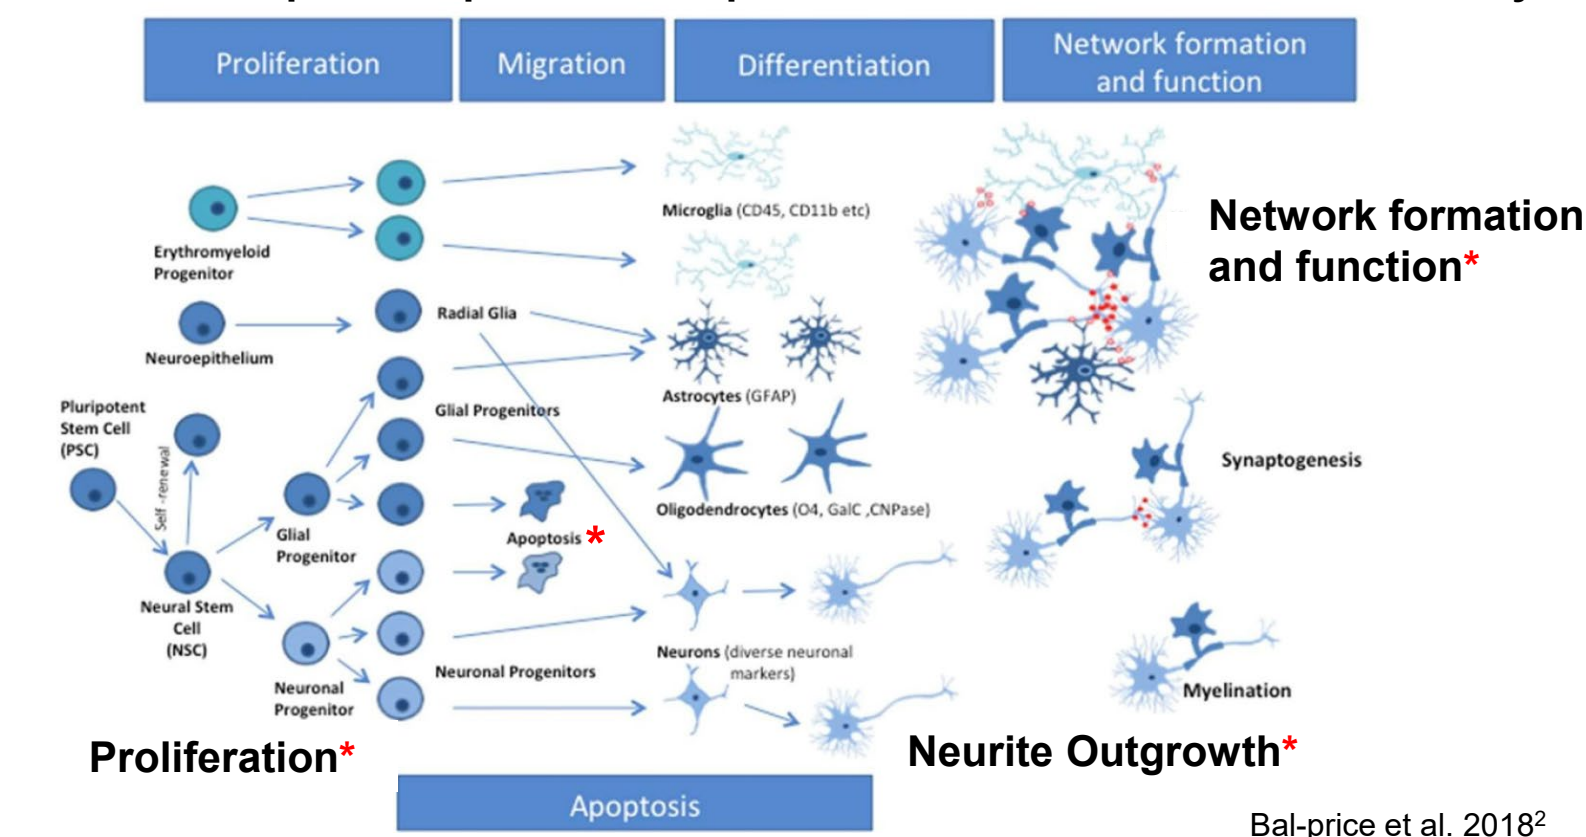 Proliferation
Migration
Differentiation
Network formation
and function
Microglia (CD45, CD11b etc)
Erythromyeloid
Progenitor
Network formation
and function*
Radial Glia
Neuroepithelium
Astrocytes (GFAP)
Pluripotent
Stem Cell
(PSC)
Glial Progenitors
Self -renewal
Synaptogenesis
Oligodendrocytes (O4, GalC ,CNPase)
Glial
Progenitor
Apoptosis *
Neural Stem
Cell
(NSC)
Neurons (diverse neuronal
markers)
Neuronal Progenitors
Neuronal
Progenitor
Myelination
Proliferation*
Neurite Outgrowth*
Apoptosis
Bal-price et al. 2018²